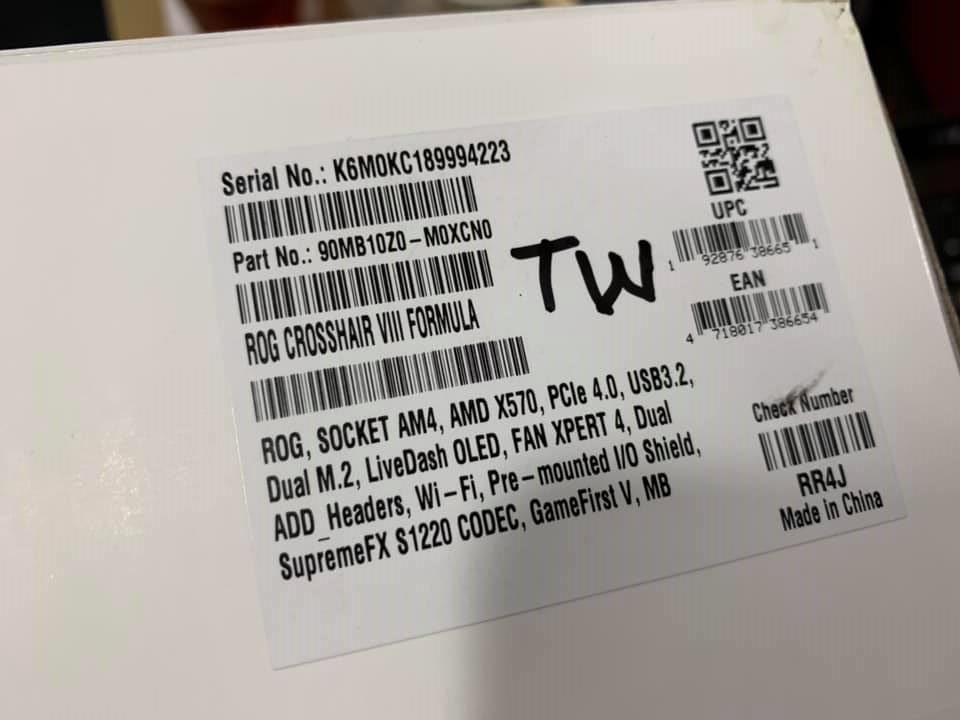 Serial No.: K6M0KC189994223
Part No.: 90MB10Z0-M0XCN0
ROG CROSSHAIR VIII FORMULA
ROG, SOCKET AM4, AMD X570, PCIe 4.0, USB3.2,
Dual M.2, LiveDash OLED, FAN XPERT 4, Dual
ADD_Headers, Wi-Fi, Pre-mounted I/O Shield,
SupremeFX S1220 CODEC, GameFirst V, MB
TW
UPC
1 92876 38665 1
EAN
4 718017 386654
Check Number
RR4J
Made in China